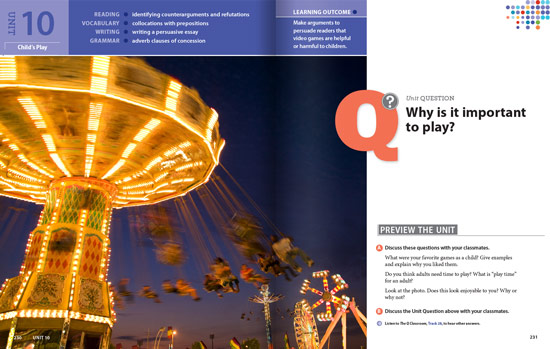 UNIT 10
Child's Play
READING ● identifying counterarguments and refutations
VOCABULARY ● collocations with prepositions
WRITING ● writing a persuasive essay
GRAMMAR ● adverb clauses of concession
LEARNING OUTCOME ●
Make arguments to
persuade readers that
video games are helpful
or harmful to children.
Q ?
Unit QUESTION
Why is it important
to play?
PREVIEW THE UNIT
A Discuss these questions with your classmates.
What were your favorite games as a child? Give examples
and explain why you liked them.
Do you think adults need time to play? What is "play time"
for an adult?
Look at the photo. Does this look enjoyable to you? Why or
why not?
B Discuss the Unit Question above with your classmates.
Listen to The Q Classroom, Track 28, to hear other answers.
230 UNIT 10
231